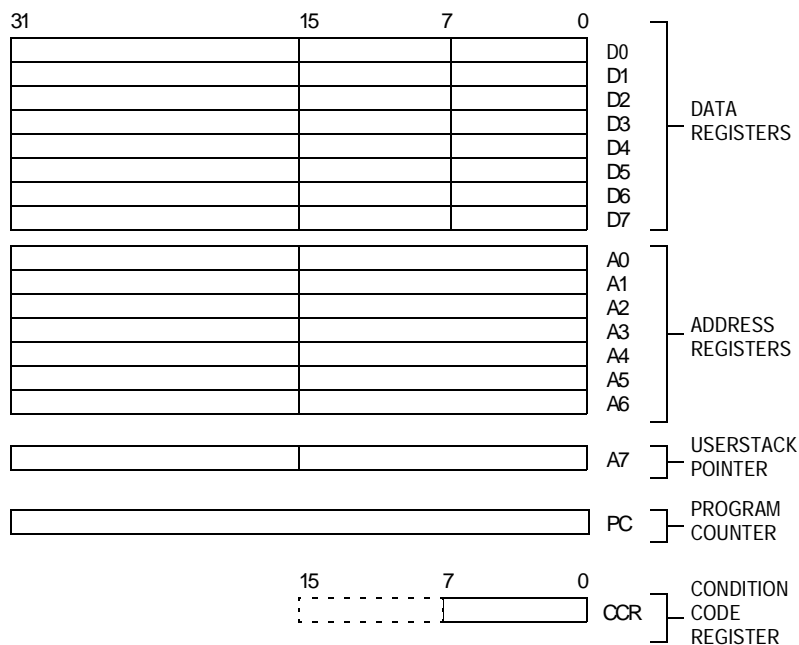 31 15 7 0
D0
D1
D2
DATA
D3
REGISTERS
D4
D5
D6
D7
A0
A1
A2
A3
ADDRESS
REGISTERS
A4
A5
A6
A7
USERSTACK
POINTER
PC
PROGRAM
COUNTER
15 7 0
CCR
CONDITION
CODE
REGISTER